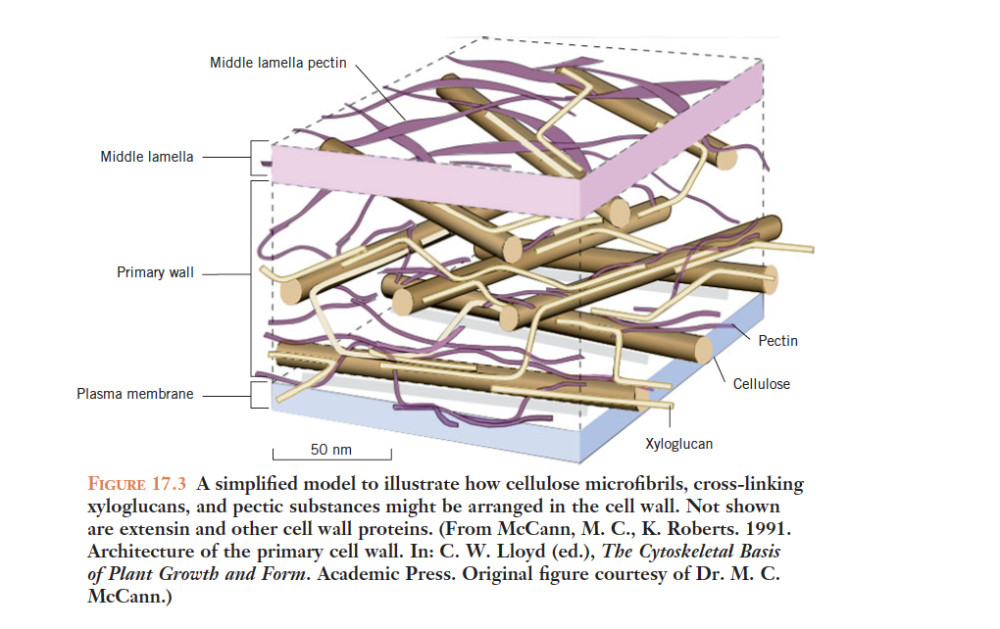 Middle lamella pectin
Middle lamella
Primary wall
Pectin
Cellulose
Plasma membrane
Xyloglucan
50 nm
FIGURE 17.3 A simplified model to illustrate how cellulose microfibrils, cross-linking
xyloglucans, and pectic substances might be arranged in the cell wall. Not shown
are extensin and other cell wall proteins. (From McCann, M. C., K. Roberts. 1991.
Architecture of the primary cell wall. In: C. W. Lloyd (ed.), The Cytoskeletal Basis
of Plant Growth and Form. Academic Press. Original figure courtesy of Dr. M. C.
McCann.)